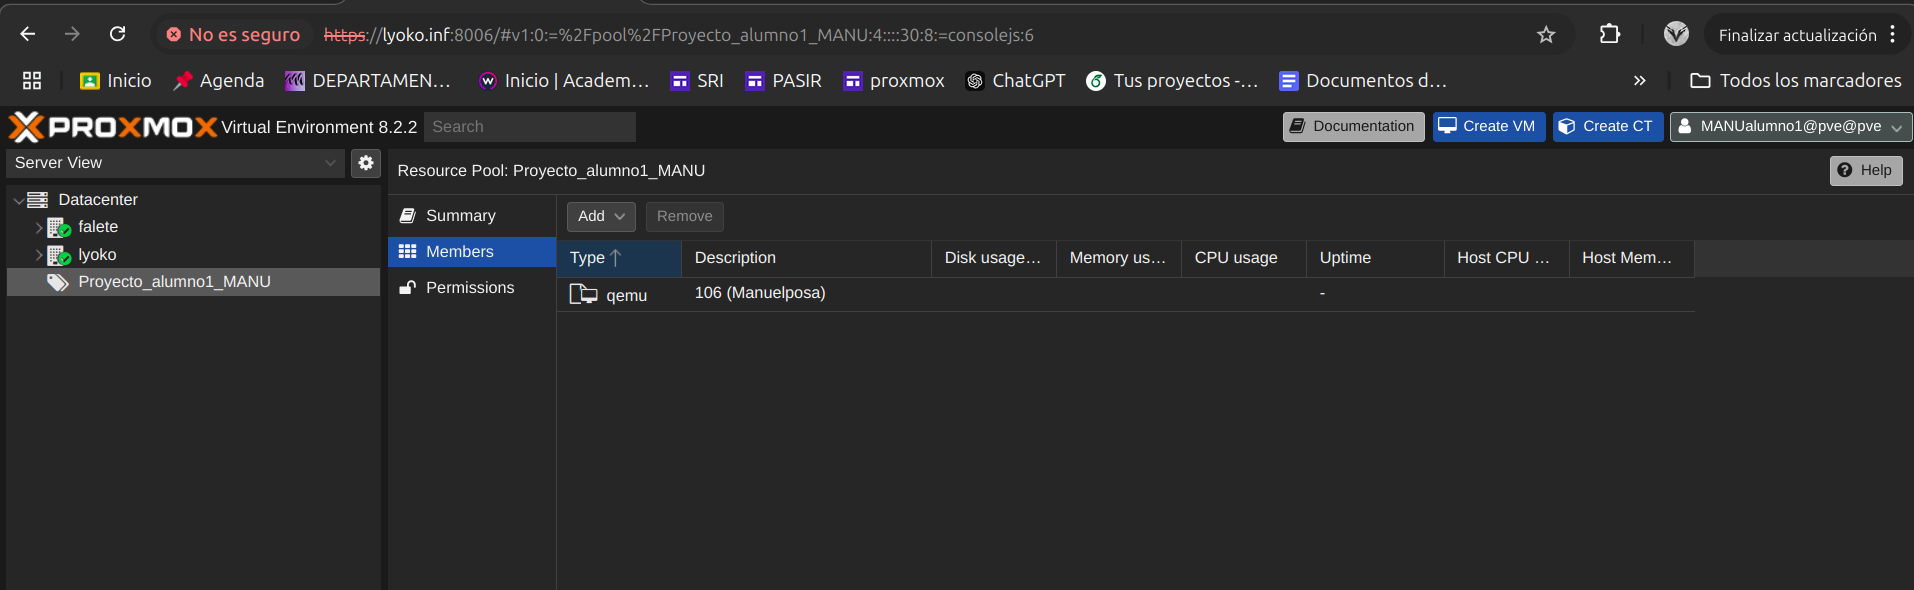 No es seguro https://lyoko.inf:8006/#v1:0:=%2Fpool%2FProyecto_alumno1_MANU:4::::30:8:=consolejs:6 Finalizar actualización
Inicio Agenda DEPARTAMEN… Inicio | Academ… SRI PASIR proxmox ChatGPT Tus proyectos -… Documentos d… » Todos los marcadores
PROXMOX Virtual Environment 8.2.2 Search Documentation Create VM Create CT MANUalumno1@pve@pve
Server View
Resource Pool: Proyecto_alumno1_MANU Help
Datacenter
falete
lyoko
Proyecto_alumno1_MANU
Summary
Members
Permissions
Add Remove
Type Description Disk usage... Memory us... CPU usage Uptime Host CPU ... Host Mem...
qemu 106 (Manuelposa) -